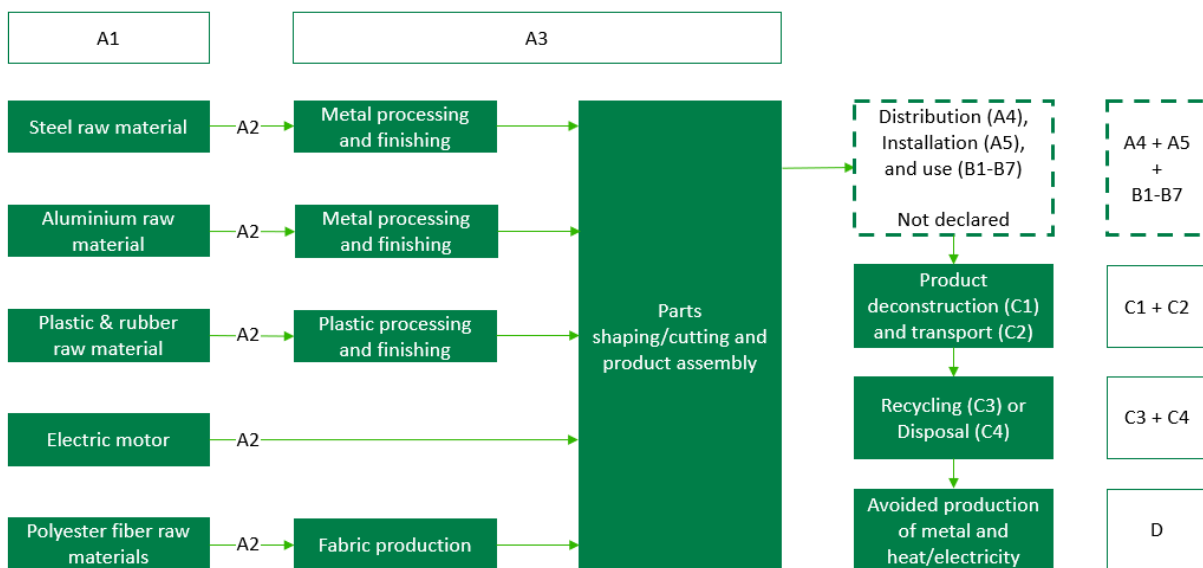 A1
A3
Steel raw material
A2
Metal processing
and finishing
Aluminium raw
material
A2
Metal processing
and finishing
Plastic & rubber
raw material
A2
Plastic processing
and finishing
Electric motor
A2
Polyester fiber raw
materials
A2
Fabric production
Parts
shaping/cutting and
product assembly
Distribution (A4),
Installation (A5),
and use (B1-B7)
Not declared
A4 + A5
+
B1-B7
Product
deconstruction (C1)
and transport (C2)
C1 + C2
Recycling (C3) or
Disposal (C4)
C3 + C4
Avoided production
of metal and
heat/electricity
D